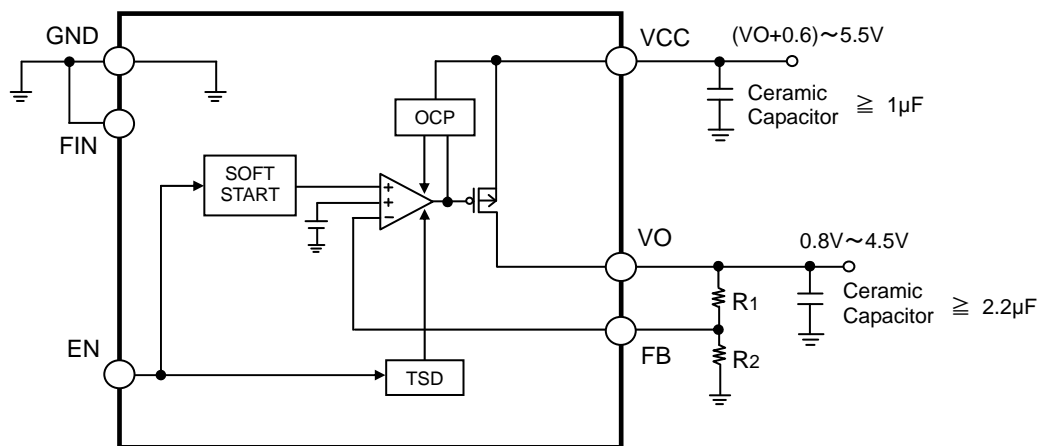 GND
VCC
(VO+0.6)～5.5V
OCP
Ceramic
Capacitor ≧ 1µF
FIN
SOFT
START
+
+
−
VO
0.8V～4.5V
R1
Ceramic
Capacitor ≧ 2.2µF
EN
FB
R2
TSD